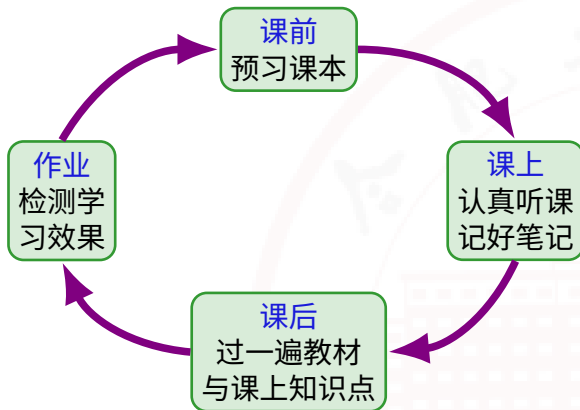 课前
预习课本
课上
认真听课
记好笔记
课后
过一遍教材
与课上知识点
作业
检测学
习效果